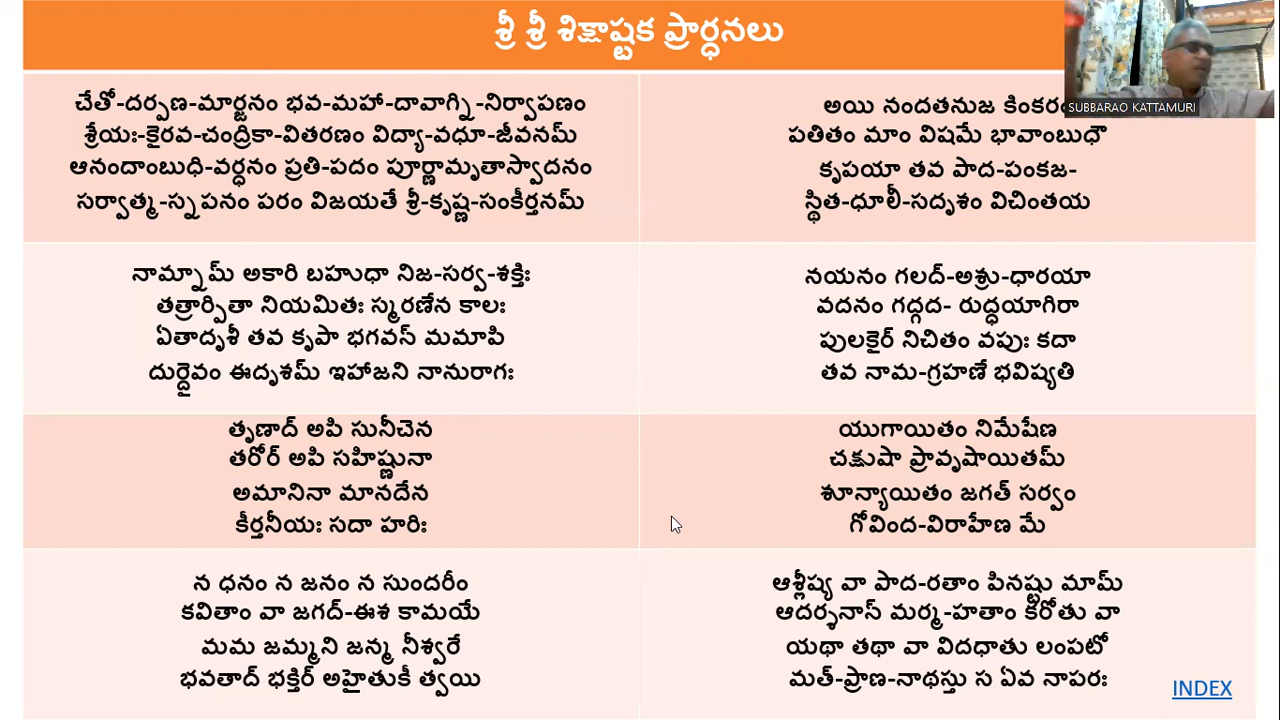 శ్రీ శ్రీ శిక్షాష్టక ప్రార్ధనలు
చేతో-దర్పణ-మార్జనం భవ-మహా-దావాగ్ని-నిర్వాపణం
శ్రేయః-కైరవ-చంద్రికా-వితరణం విద్యా-వధూ-జీవనమ్
ఆనందాంబుధి-వర్ధనం ప్రతి-పదం పూర్ణామృతాస్వాదనం
సర్వాత్మ-స్నపనం పరం విజయతే శ్రీ-కృష్ణ-సంకీర్తనమ్
నామ్నామ్ అకారి బహుధా నిజ-సర్వ-శక్తిః
తత్రార్పితా నియమితః స్మరణేన కాలః
ఏతాదృశీ తవ కృపా భగవన్ మమాపి
దుర్దైవం ఈదృశమ్ ఇహాజని నానురాగః
తృణాద్ అపి సునీచెన
తరోర్ అపి సహిష్ణునా
అమానినా మానదేన
కీర్తనీయః సదా హరిః
న ధనం న జనం న సుందరీం
కవితాం వా జగద్-ఈశ కామయే
మమ జమ్మని జన్మ నీశ్వరే
భవతాద్ భక్తిర్ అహైతుకీ త్వయి
అయి నందతనుజ
పతితం మాం విషమే భావాంబుధౌ
కృపయా తవ పాద-పంకజ-
స్థిత-ధూలీ-సదృశం విచింతయ
నయనం గలద్-అశ్రు-ధారయా
వదనం గద్గద- రుద్ధయాగిరా
పులకైర్ నిచితం వపుః కదా
తవ నామ-గ్రహణే భవిష్యతి
యుగాయితం నిమేషేణ
చక్షుషా ప్రావృషాయితమ్
శూన్యాయితం జగత్ సర్వం
గోవింద-విరాహేణ మే
ఆశ్లీష్య వా పాద-రతాం పినష్టు మామ్
ఆదర్శనాస్ మర్మ-హతాం కరోతు వా
యథా తథా వా విదధాతు లంపటో
మత్-ప్రాణ-నాథస్తు స ఏవ నాపరః
SUBBARAO KATTAMURI
INDEX